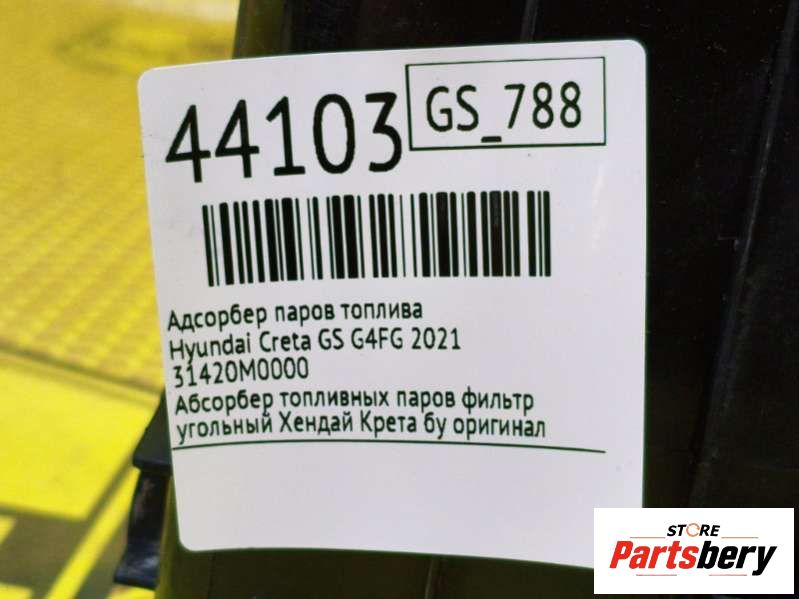 44103
GS_788
Адсорбер паров топлива
Hyundai Creta GS G4FG 2021
31420M0000
Абсорбер топливных паров фильтр
угольный Хендай Крета бу оригинал
STORE
Partsbery